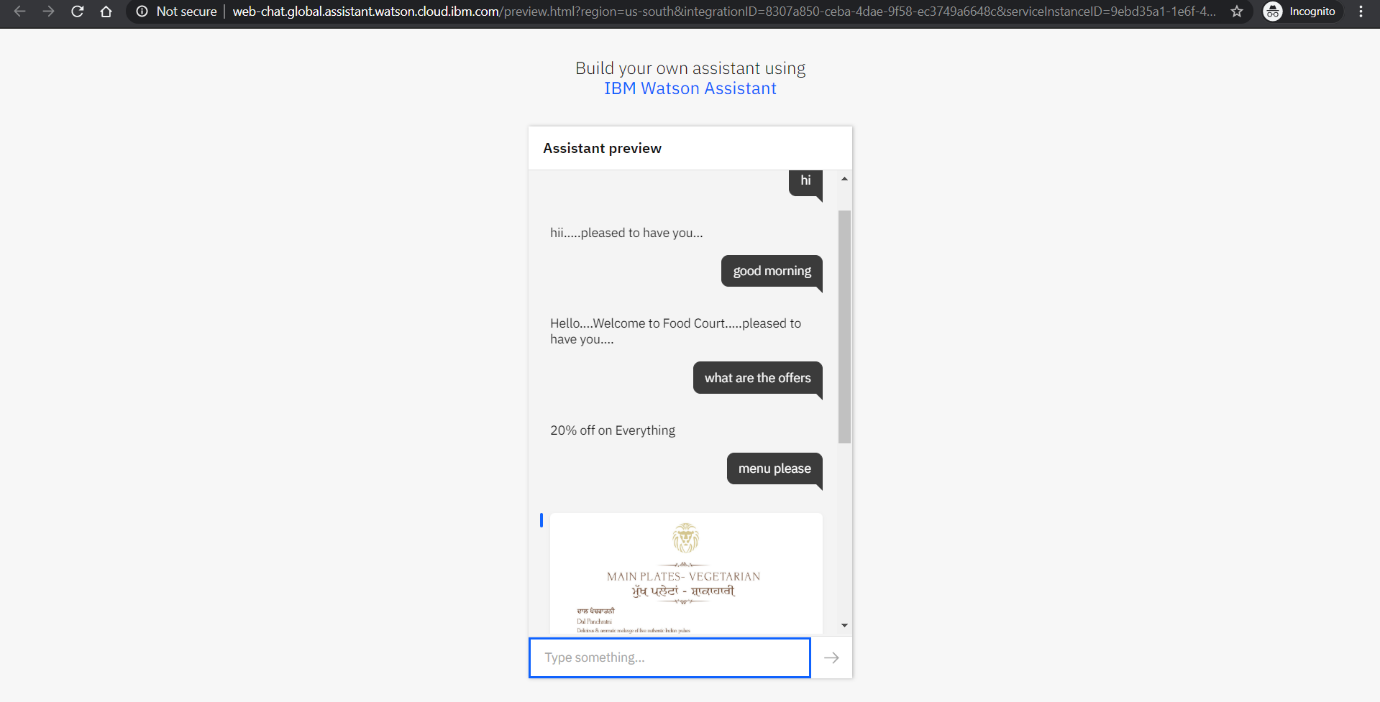 Not secure | web-chat.global.assistant.watson.cloud.ibm.com/preview.html?region=us-south&integrationID=8307a850-ceba-4dae-9f58-ec3749a6648c&serviceInstanceID=9ebd35a1-1e6f-4...
Incognito
Build your own assistant using
IBM Watson Assistant
Assistant preview
hi
hii.....pleased to have you...
good morning
Hello....Welcome to Food Court.....pleased to
have you....
what are the offers
20% off on Everything
menu please
MAIN PLATES- VEGETARIAN
ਮੁੱਖ ਪਲੇਟਾਂ - ਸ਼ਾਕਾਹਾਰੀ
ਦਾਲ ਪੰਚਰਤਨੀ
Dal Panchratni
Type something...